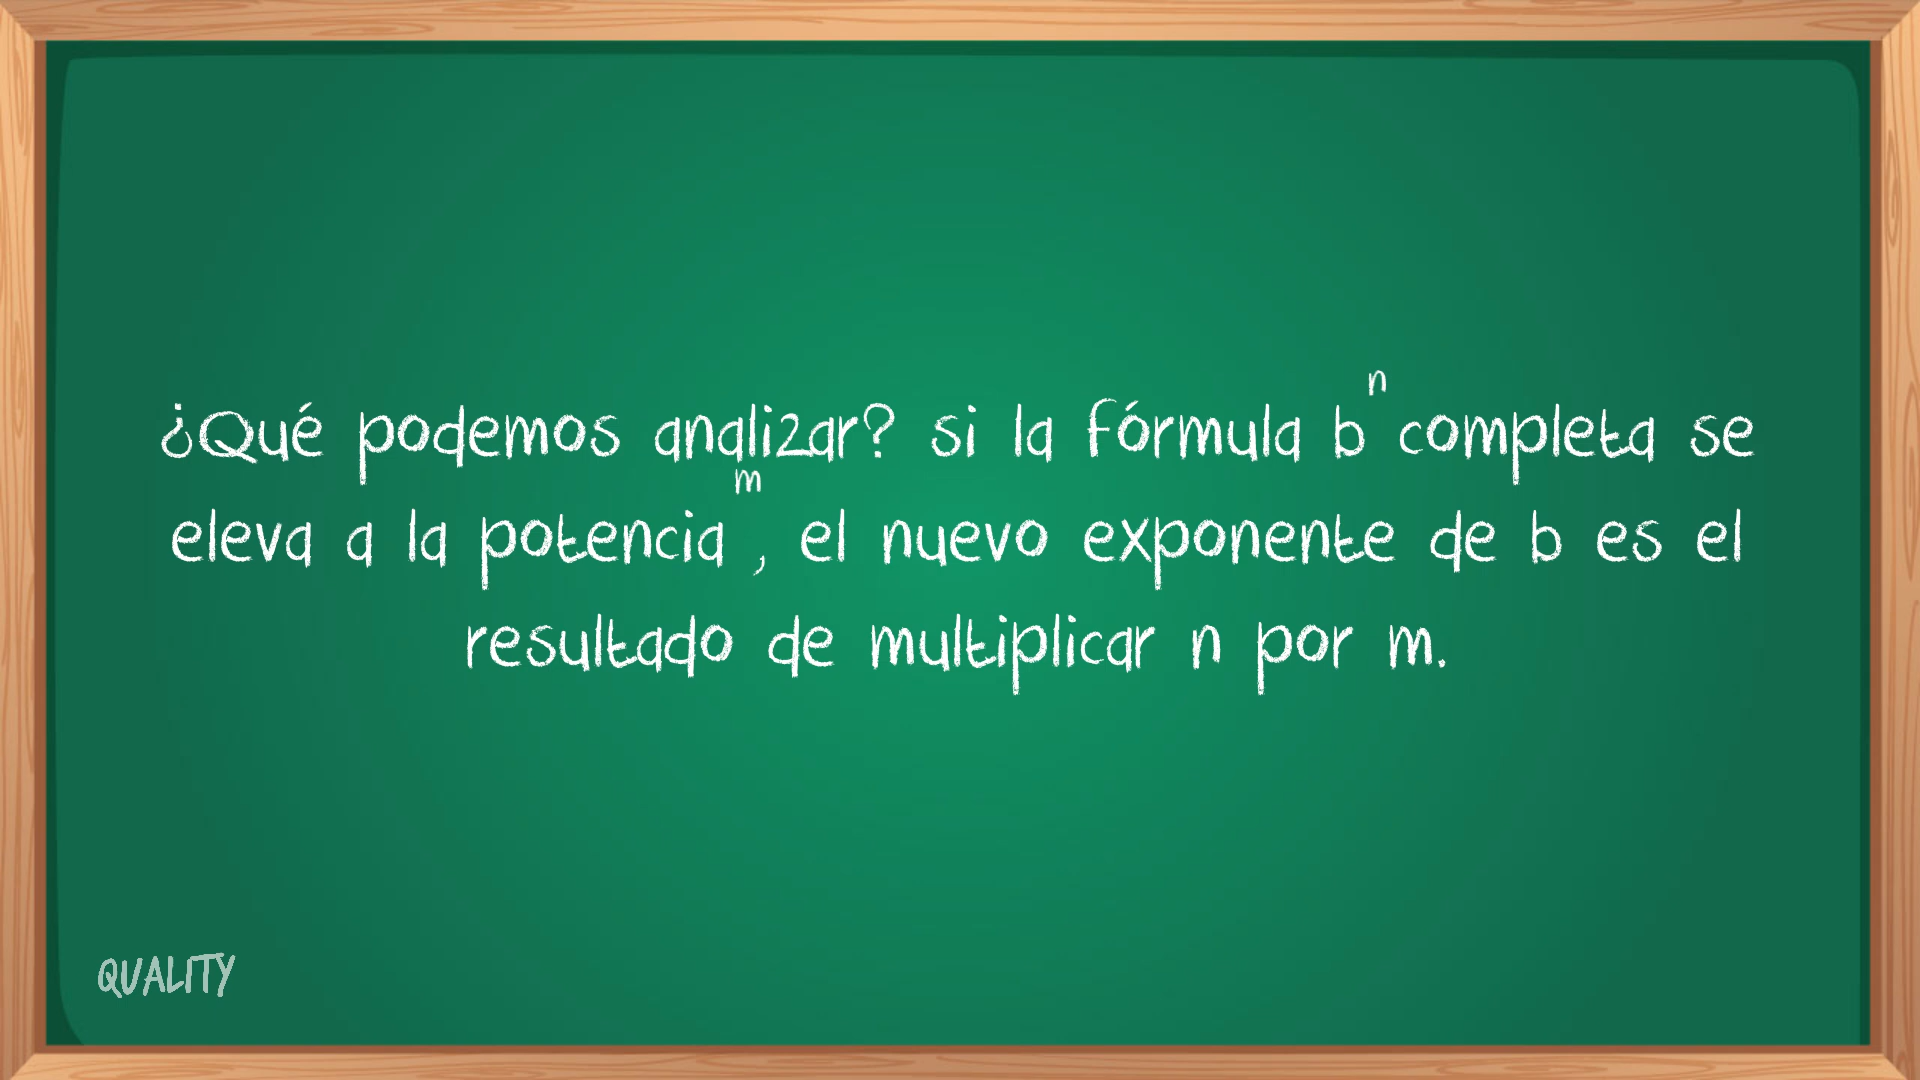 ¿Qué podemos analizar? si la fórmula bⁿ completa se
eleva a la potencia ᵐ, el nuevo exponente de b es el
resultado de multiplicar n por m.
QUALITY